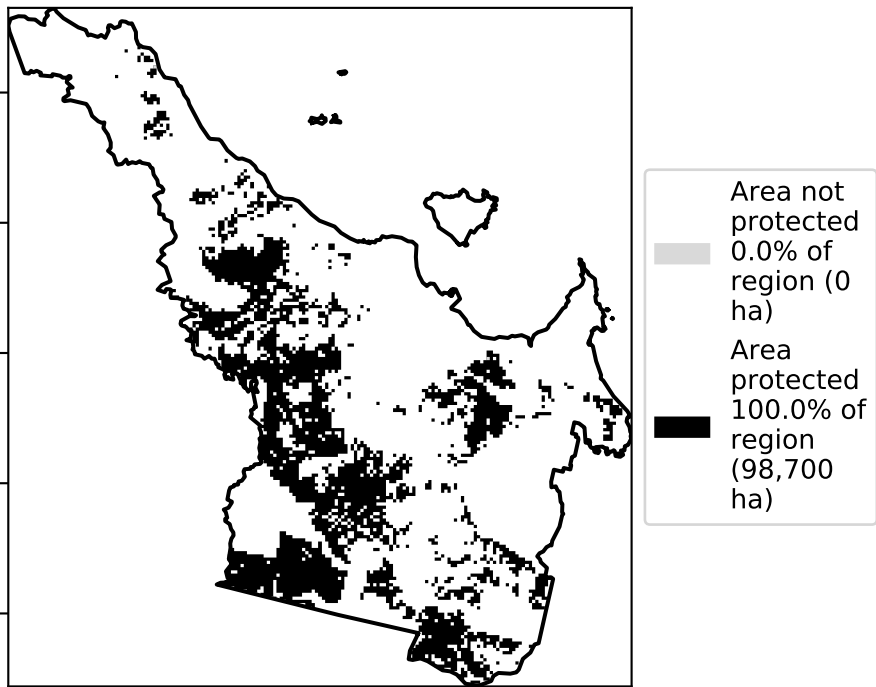 Area not
protected
0.0% of
region (0
ha)
Area
protected
100.0% of
region
(98,700
ha)